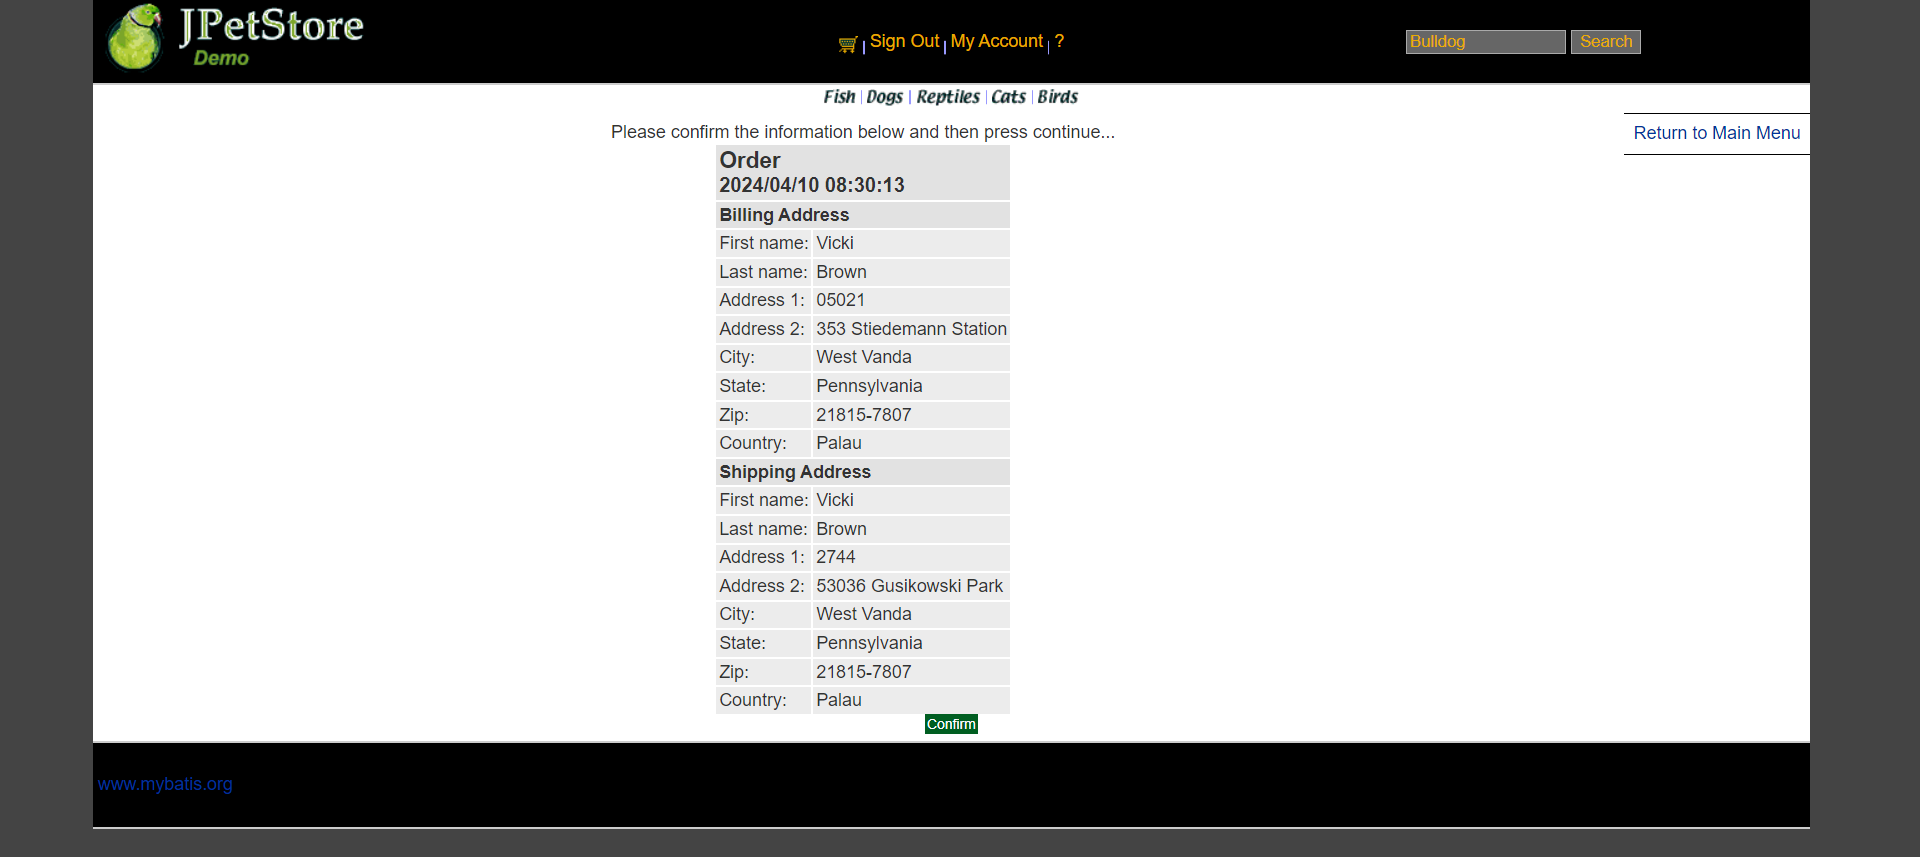 JPetStore
Demo
Sign Out | My Account | ?
Bulldog
Search
Fish | Dogs | Reptiles | Cats | Birds
Please confirm the information below and then press continue...
Return to Main Menu
Order
2024/04/10 08:30:13
Billing Address
First name: Vicki
Last name: Brown
Address 1: 05021
Address 2: 353 Stiedemann Station
City: West Vanda
State: Pennsylvania
Zip: 21815-7807
Country: Palau
Shipping Address
First name: Vicki
Last name: Brown
Address 1: 2744
Address 2: 53036 Gusikowski Park
City: West Vanda
State: Pennsylvania
Zip: 21815-7807
Country: Palau
Confirm
www.mybatis.org